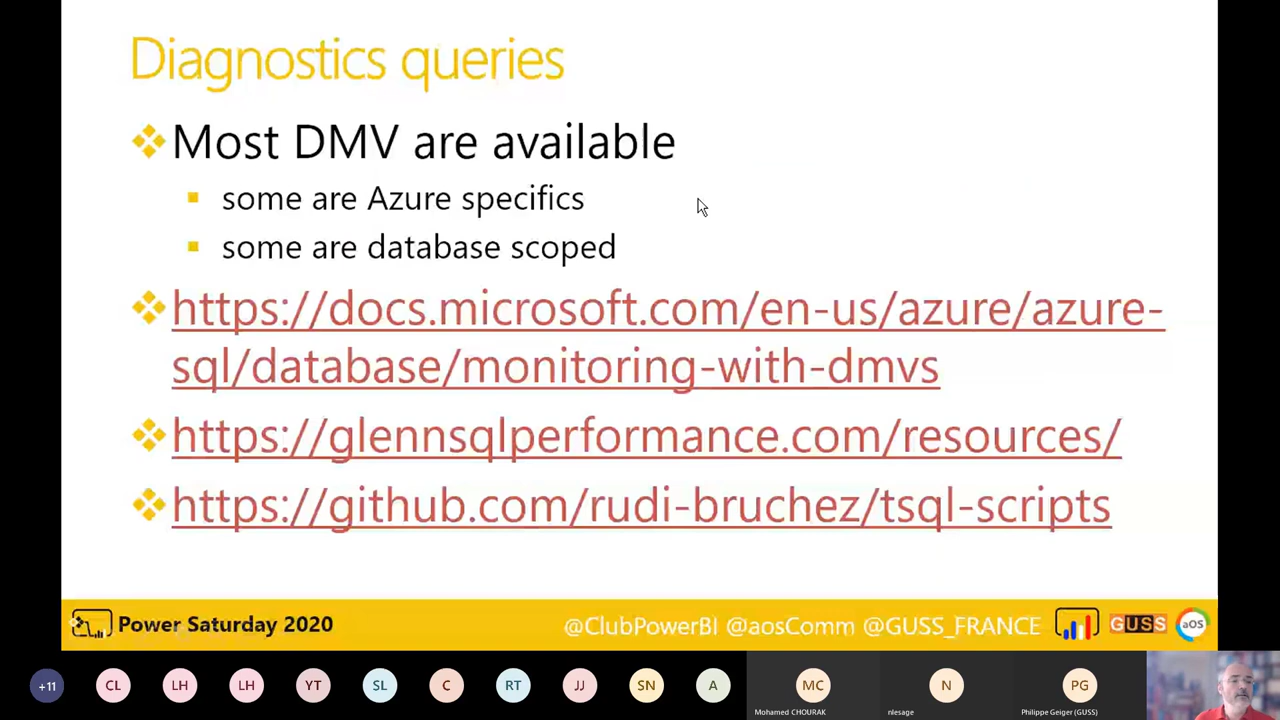 Diagnostics queries
Most DMV are available
some are Azure specifics
some are database scoped
https://docs.microsoft.com/en-us/azure/azure-
sql/database/monitoring-with-dmvs
https://glennsqlperformance.com/resources/
https://github.com/rudi-bruchez/tsql-scripts
Power Saturday 2020
@ClubPowerBI @aosComm @GUSS_FRANCE
GUSS
aOS
+11
CL
LH
LH
YT
SL
C
RT
JJ
SN
A
MC
N
PG
Mohamed CHOURAK
nlesage
Philippe Geiger (GUSS)